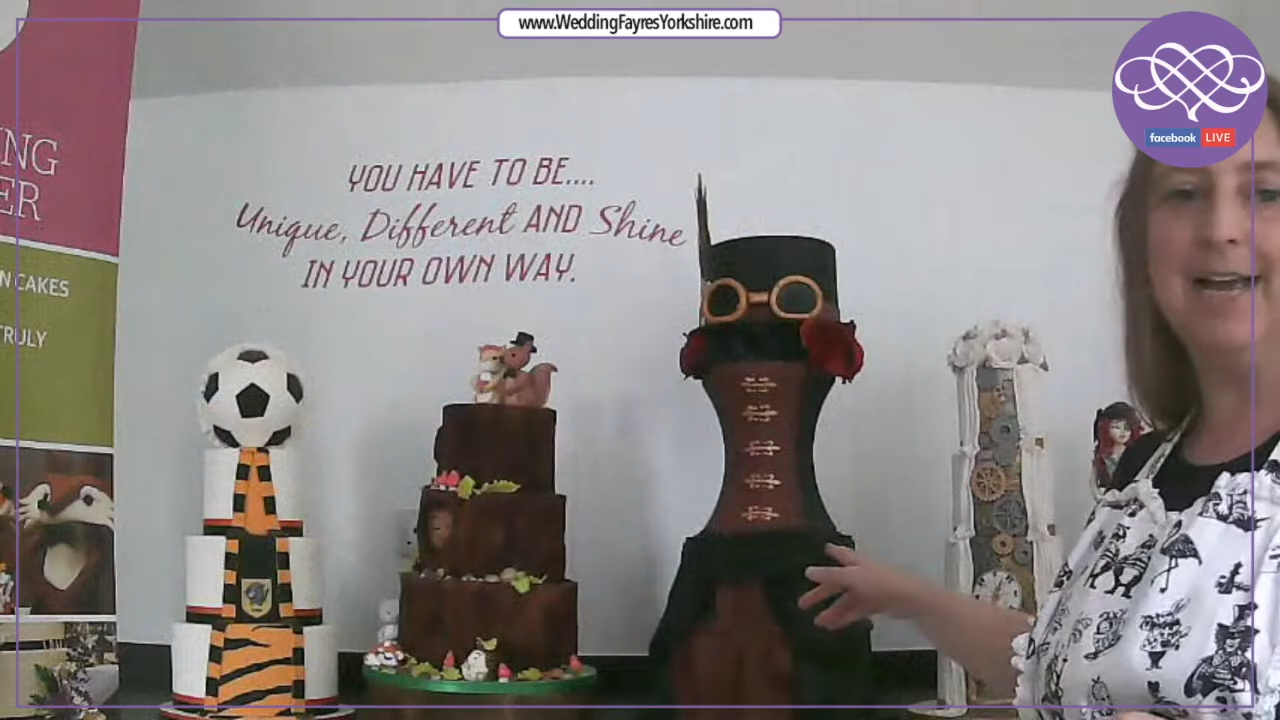 www.WeddingFayresYorkshire.com
facebook LIVE
YOU HAVE TO BE....
Unique, Different AND Shine
IN YOUR OWN WAY.
NG
ER
N CAKES
TRULY